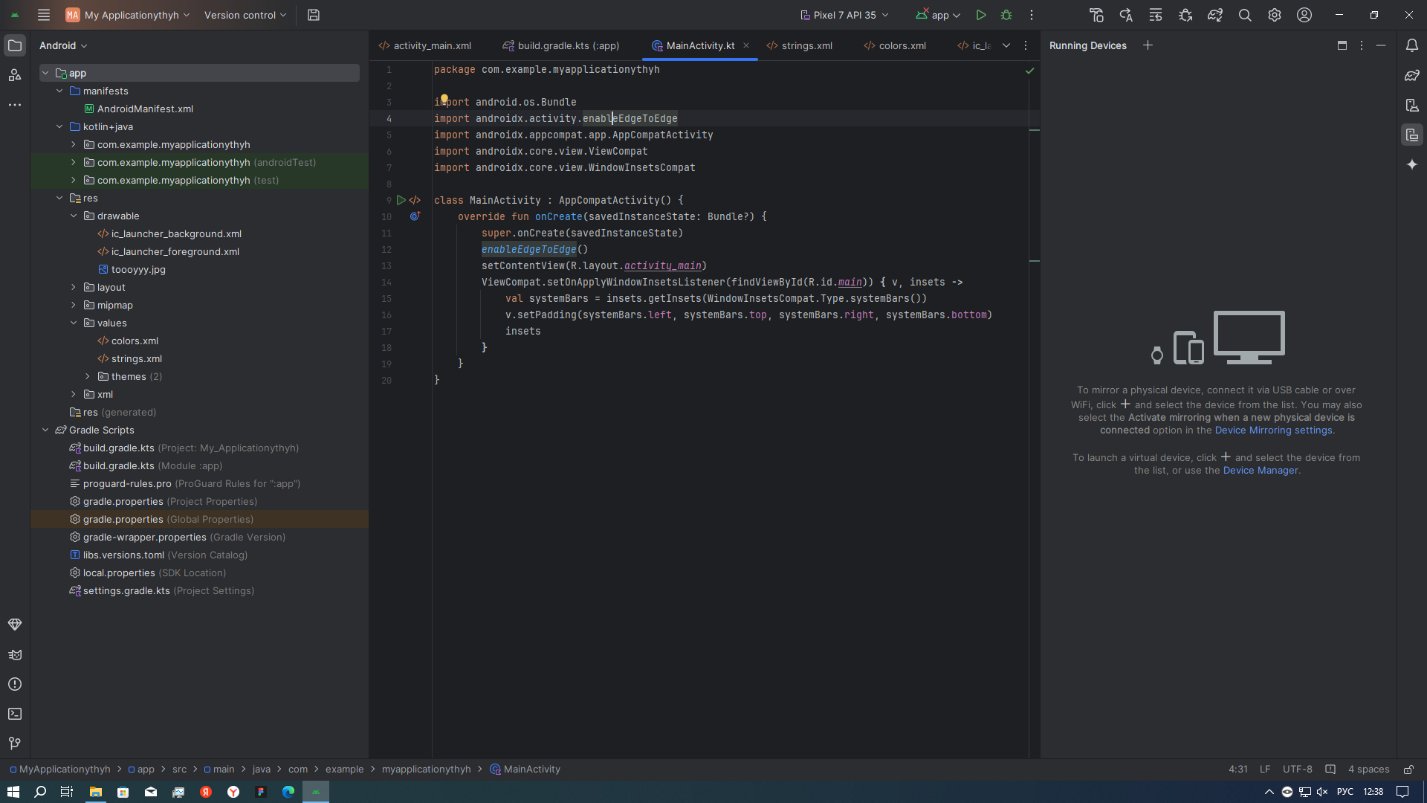 MA My Applicationythyh Version control Pixel 7 API 35 app
Android
app
manifests
AndroidManifest.xml
kotlin+java
com.example.myapplicationythyh
com.example.myapplicationythyh (androidTest)
com.example.myapplicationythyh (test)
res
drawable
ic_launcher_background.xml
ic_launcher_foreground.xml
toooyyy.jpg
layout
mipmap
values
colors.xml
strings.xml
themes (2)
xml
res (generated)
Gradle Scripts
build.gradle.kts (Project: My_Applicationythyh)
build.gradle.kts (Module :app)
proguard-rules.pro (ProGuard Rules for ":app")
gradle.properties (Project Properties)
gradle.properties (Global Properties)
gradle-wrapper.properties (Gradle Version)
libs.versions.toml (Version Catalog)
local.properties (SDK Location)
settings.gradle.kts (Project Settings)
activity_main.xml build.gradle.kts (:app) MainActivity.kt strings.xml colors.xml
1 package com.example.myapplicationythyh
2
3 import android.os.Bundle
4 import androidx.activity.enableEdgeToEdge
5 import androidx.appcompat.app.AppCompatActivity
6 import androidx.core.view.ViewCompat
7 import androidx.core.view.WindowInsetsCompat
8
9 class MainActivity : AppCompatActivity() {
10 override fun onCreate(savedInstanceState: Bundle?) {
11 super.onCreate(savedInstanceState)
12 enableEdgeToEdge()
13 setContentView(R.layout.activity_main)
14 ViewCompat.setOnApplyWindowInsetsListener(findViewById(R.id.main)) { v, insets ->
15 val systemBars = insets.getInsets(WindowInsetsCompat.Type.systemBars())
16 v.setPadding(systemBars.left, systemBars.top, systemBars.right, systemBars.bottom)
17 insets
18 }
19 }
20 }
Running Devices
To mirror a physical device, connect it via USB cable or over
WiFi, click + and select the device from the list. You may also
select the Activate mirroring when a new physical device is
connected option in the Device Mirroring settings.
To launch a virtual device, click + and select the device from
the list, or use the Device Manager.
MyApplicationythyh > app > src > main > java > com > example > myapplicationythyh > MainActivity 4:31 LF UTF-8 4 spaces
РУС 12:38